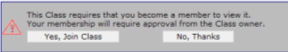 This Class requires that you become a member to view it.
Your membership will require approval from the Class owner.
Yes, Join Class No, Thanks